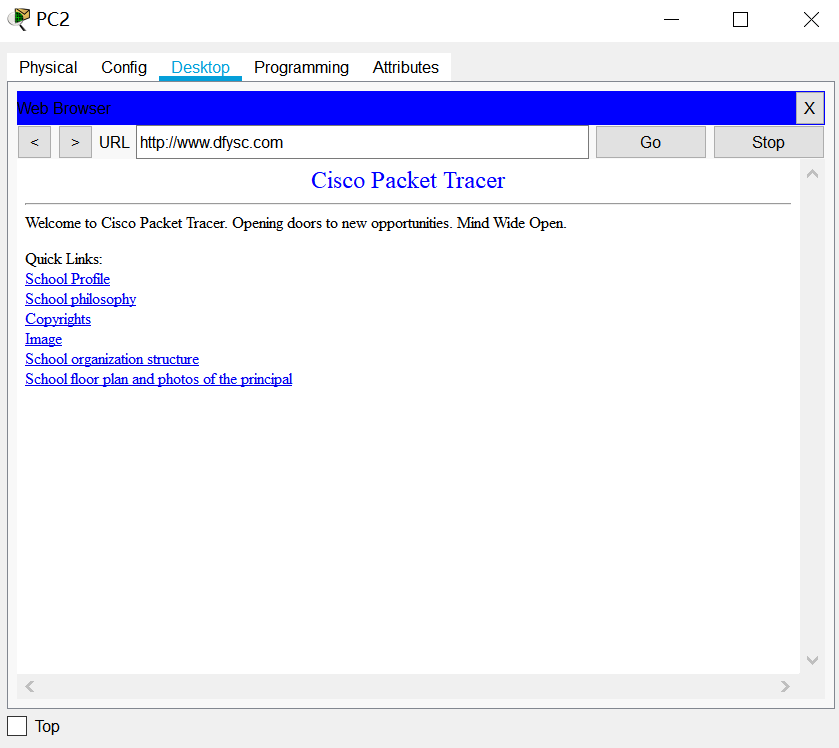 PC2
Physical Config Desktop Programming Attributes
Web Browser X
< > URL http://www.dfysc.com Go Stop
Cisco Packet Tracer
Welcome to Cisco Packet Tracer. Opening doors to new opportunities. Mind Wide Open.
Quick Links:
School Profile
School philosophy
Copyrights
Image
School organization structure
School floor plan and photos of the principal
Top